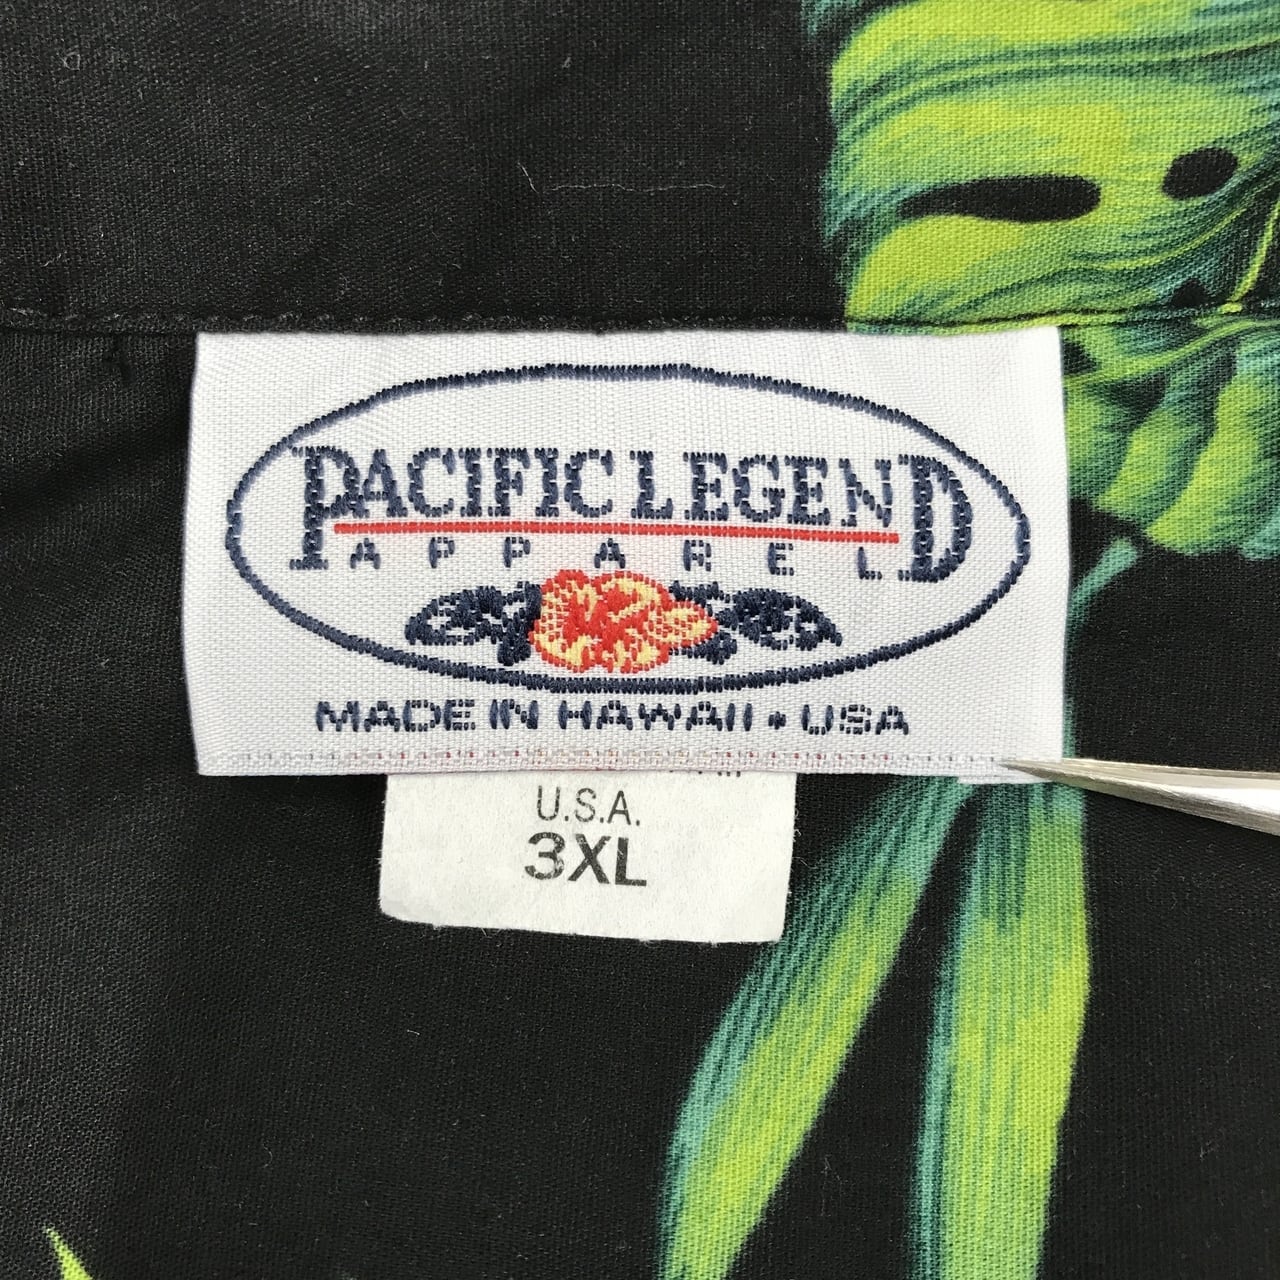 PACIFIC LEGEND
APPAREL
MADE IN HAWAII • USA
U.S.A.
3XL